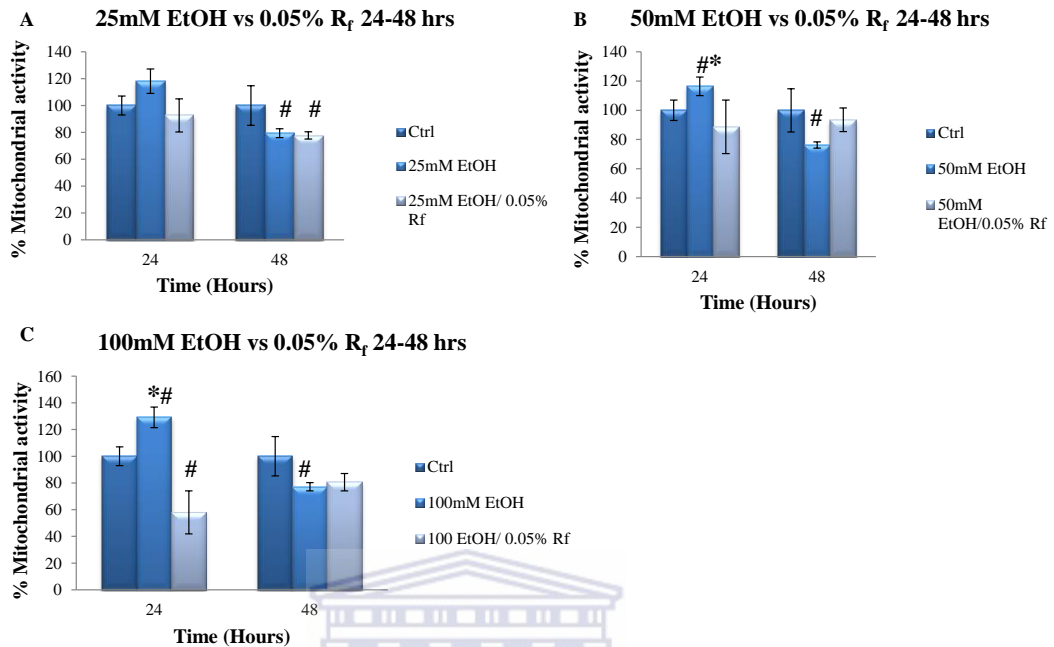 A
25mM EtOH vs 0.05% Rf 24-48 hrs
% Mitochondrial activity
140
120
100
80
60
40
20
0
# #
24 48
Time (Hours)
Ctrl
25mM EtOH
25mM EtOH/ 0.05%
Rf
B
50mM EtOH vs 0.05% Rf 24-48 hrs
% Mitochondrial activity
140
120
100
80
60
40
20
0
#*
#
24 48
Time (Hours)
Ctrl
50mM EtOH
50mM
EtOH/0.05% Rf
C
100mM EtOH vs 0.05% Rf 24-48 hrs
% Mitochondrial activity
160
140
120
100
80
60
40
20
0
*#
# #
24 48
Time (Hours)
Ctrl
100mM EtOH
100 EtOH/ 0.05% Rf